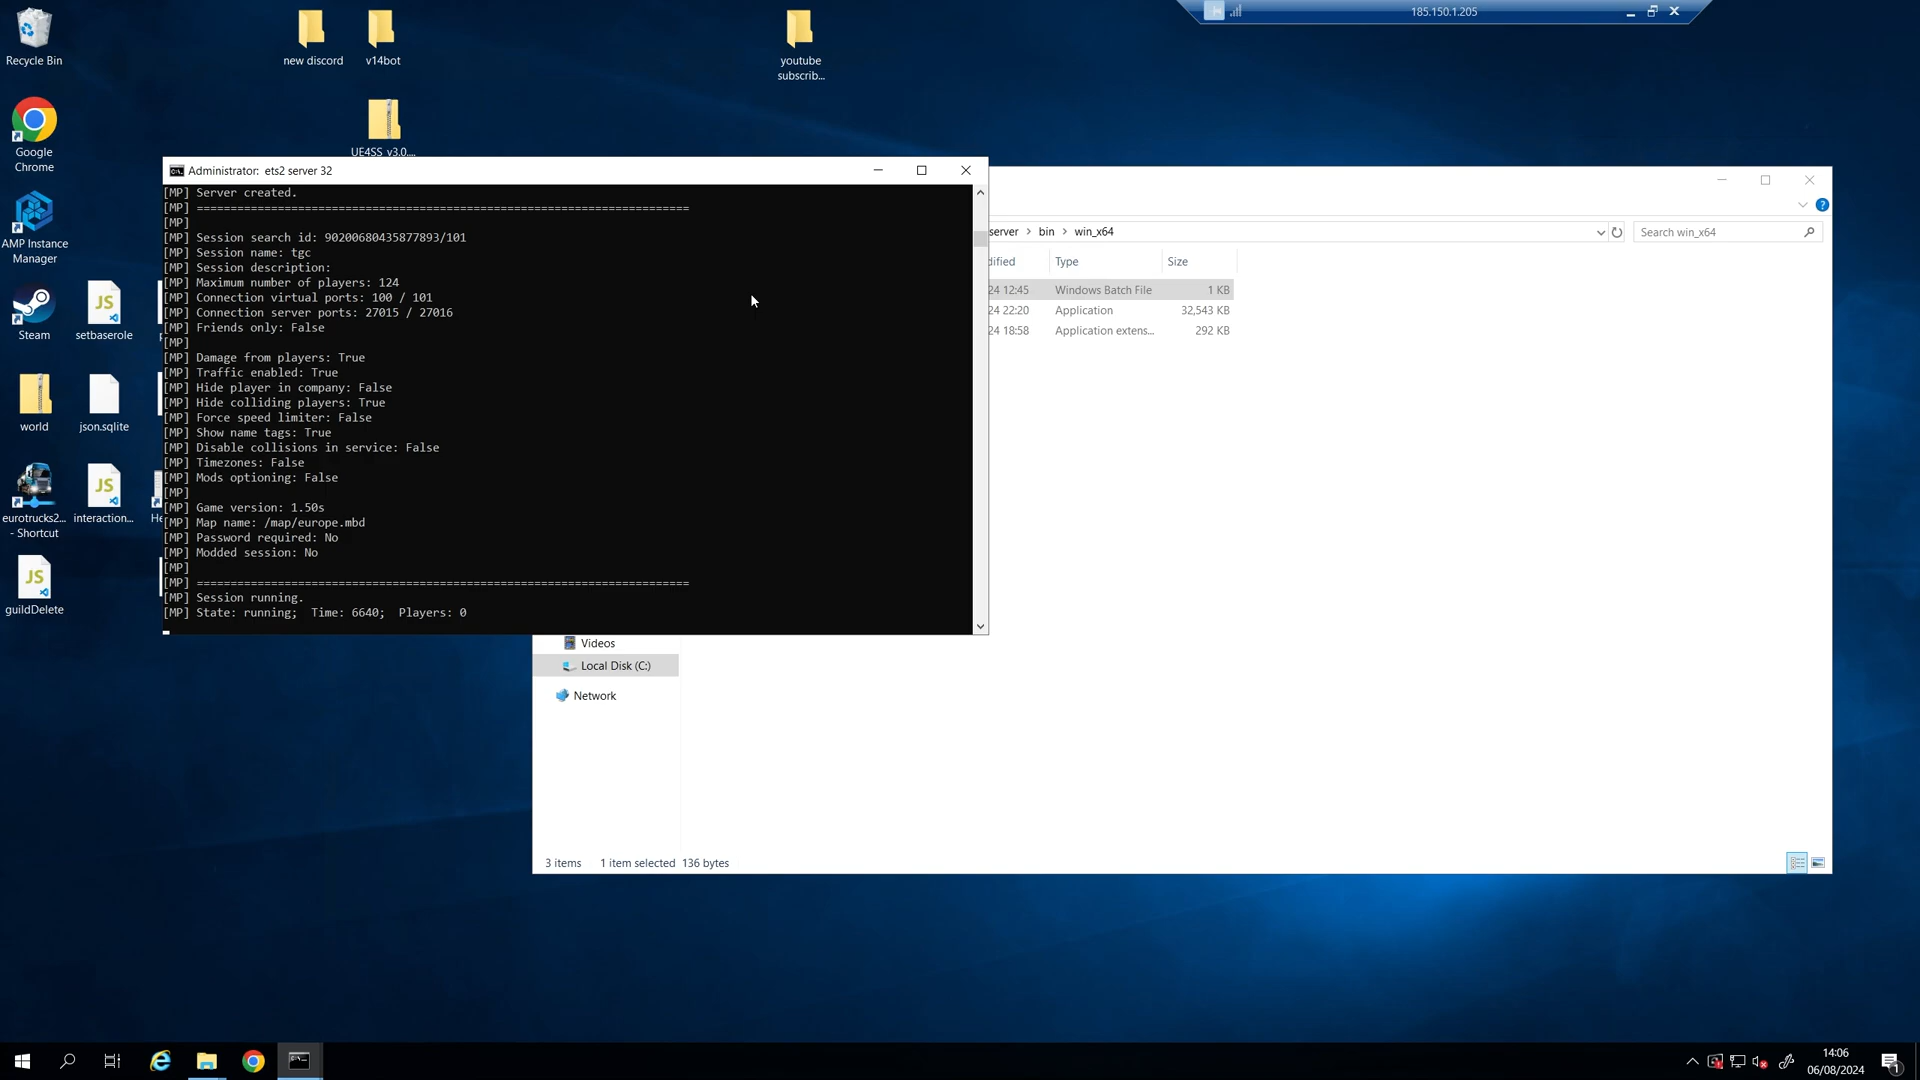 Recycle Bin
new discord
v14bot
youtube
subscrib...
185.150.1.205
Google
Chrome
UE4SS_v3.0....
AMP Instance
Manager
Steam
setbaserole
world
json.sqlite
eurotrucks2...
- Shortcut
interaction...
He
guildDelete
Administrator:  ets2 server 32
[MP] Server created.
[MP] =========================================================================
[MP]
[MP] Session search id: 90200680435877893/101
[MP] Session name: tgc
[MP] Session description:
[MP] Maximum number of players: 124
[MP] Connection virtual ports: 100 / 101
[MP] Connection server ports: 27015 / 27016
[MP] Friends only: False
[MP]
[MP] Damage from players: True
[MP] Traffic enabled: True
[MP] Hide player in company: False
[MP] Hide colliding players: True
[MP] Force speed limiter: False
[MP] Show name tags: True
[MP] Disable collisions in service: False
[MP] Timezones: False
[MP] Mods optioning: False
[MP]
[MP] Game version: 1.50s
[MP] Map name: /map/europe.mbd
[MP] Password required: No
[MP] Modded session: No
[MP]
[MP] =========================================================================
[MP] Session running.
[MP] State: running;  Time: 6640;  Players: 0
server > bin > win_x64
Search win_x64
dified Type Size
24 12:45 Windows Batch File 1 KB
24 22:20 Application 32,543 KB
24 18:58 Application extens... 292 KB
Videos
Local Disk (C:)
Network
3 items 1 item selected 136 bytes
14:06
06/08/2024
1